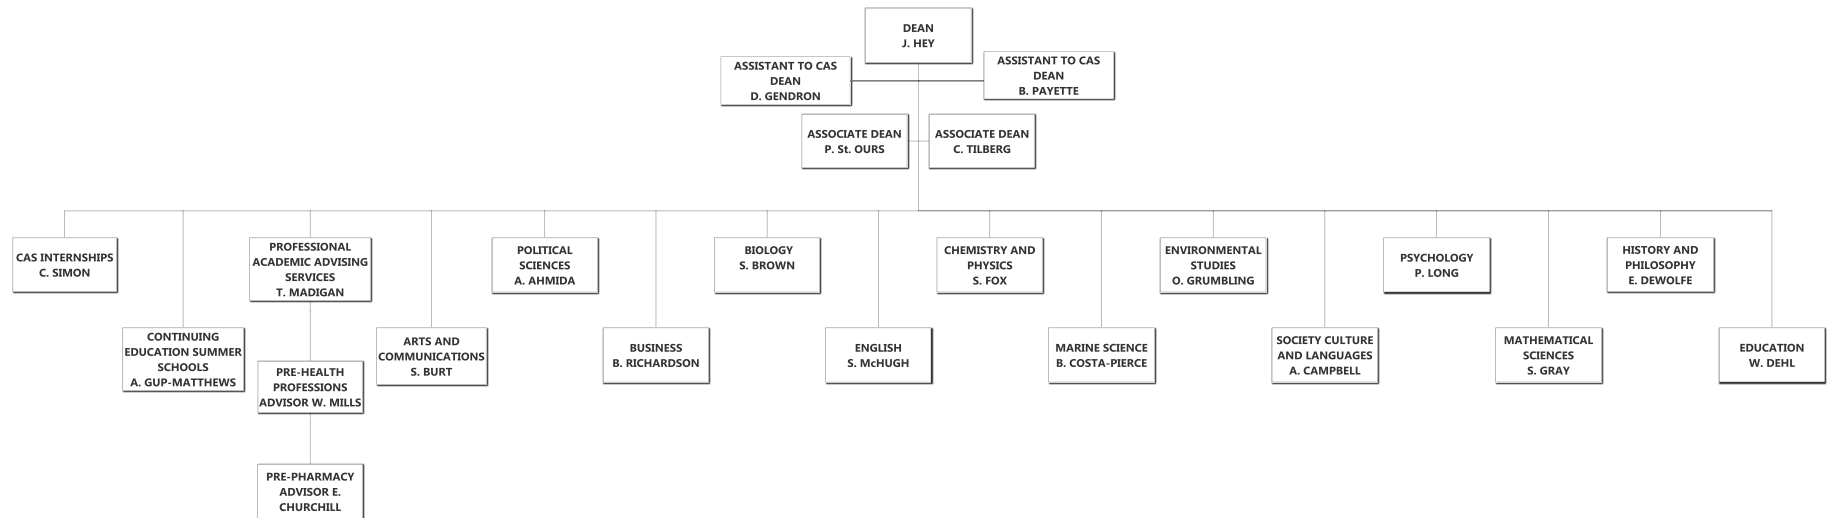 DEAN
J. HEY
ASSISTANT TO CAS
DEAN
D. GENDRON
ASSISTANT TO CAS
DEAN
B. PAYETTE
ASSOCIATE DEAN
P. St. OURS
ASSOCIATE DEAN
C. TILBERG
CAS INTERNSHIPS
C. SIMON
PROFESSIONAL
ACADEMIC ADVISING
SERVICES
T. MADIGAN
POLITICAL
SCIENCES
A. AHMIDA
BIOLOGY
S. BROWN
CHEMISTRY AND
PHYSICS
S. FOX
ENVIRONMENTAL
STUDIES
O. GRUMBLING
PSYCHOLOGY
P. LONG
HISTORY AND
PHILOSOPHY
E. DEWOLFE
CONTINUING
EDUCATION SUMMER
SCHOOLS
A. GUP-MATTHEWS
ARTS AND
COMMUNICATIONS
S. BURT
BUSINESS
B. RICHARDSON
ENGLISH
S. McHUGH
MARINE SCIENCE
B. COSTA-PIERCE
SOCIETY CULTURE
AND LANGUAGES
A. CAMPBELL
MATHEMATICAL
SCIENCES
S. GRAY
EDUCATION
W. DEHL
PRE-HEALTH
PROFESSIONS
ADVISOR W. MILLS
PRE-PHARMACY
ADVISOR E.
CHURCHILL